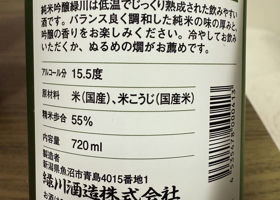 純米吟醸緑川は低温でじっくり熟成された飲みやすい
酒です。バランス良く調和した純米の味の厚みと、
吟醸の香りをお楽しみください。冷やしてお飲み
いただくか、ぬるめの燗がお薦めです。
アルコール分 15.5度
原材料 米(国産)、米こうじ(国産米)
精米歩合 55%
内容量 720ml
製造者
新潟県魚沼市青島4015番地1
緑川酒造株式会社